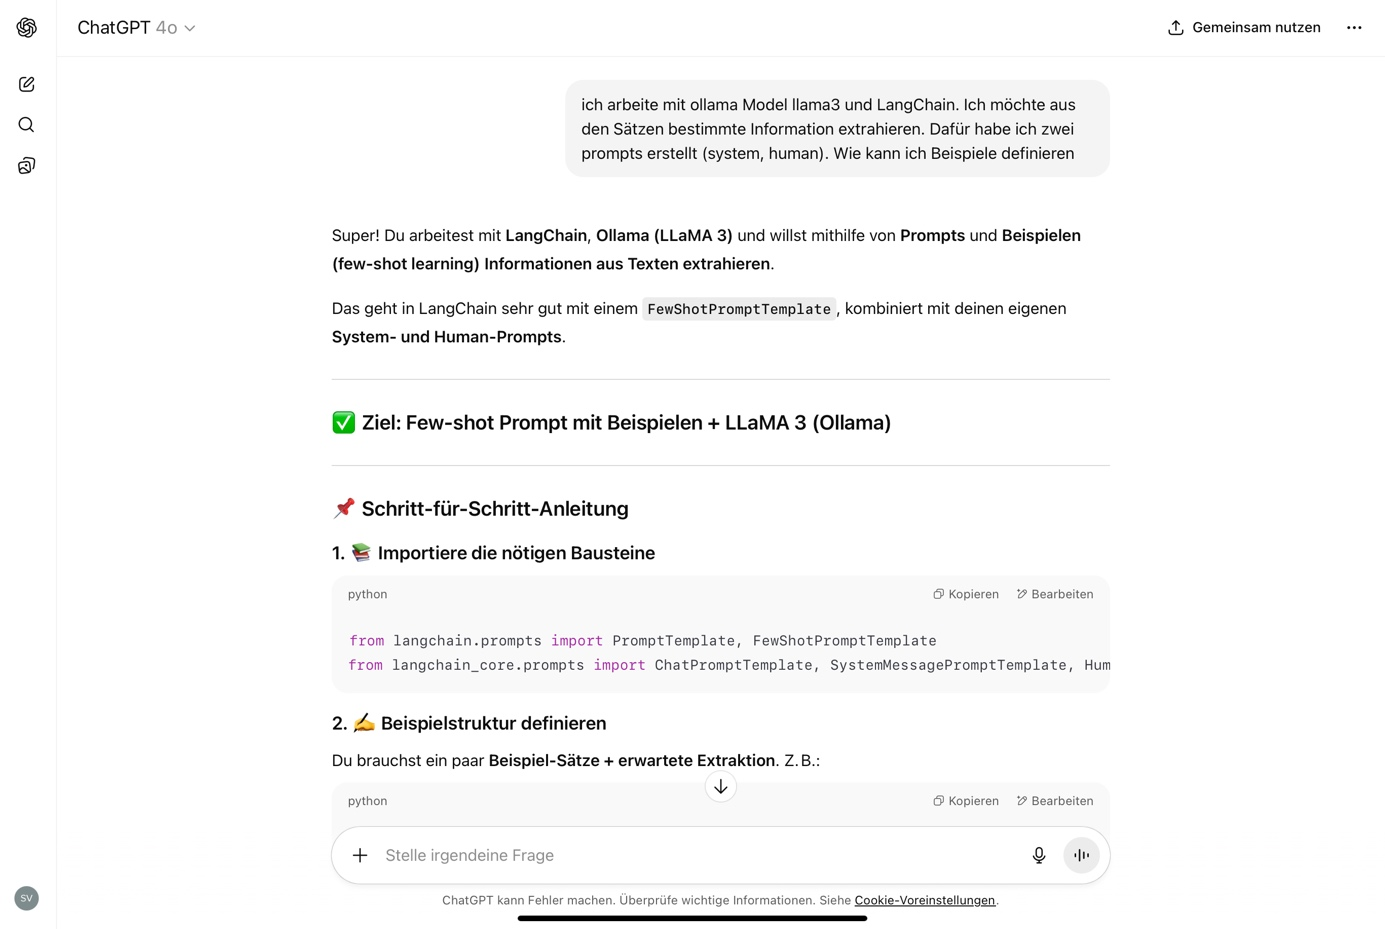 ChatGPT 4o
Gemeinsam nutzen
ich arbeite mit ollama Model llama3 und LangChain. Ich möchte aus
den Sätzen bestimmte Information extrahieren. Dafür habe ich zwei
prompts erstellt (system, human). Wie kann ich Beispiele definieren
Super! Du arbeitest mit LangChain, Ollama (LLaMA 3) und willst mithilfe von Prompts und Beispielen
(few-shot learning) Informationen aus Texten extrahieren.
Das geht in LangChain sehr gut mit einem FewShotPromptTemplate, kombiniert mit deinen eigenen
System- und Human-Prompts.
✅ Ziel: Few-shot Prompt mit Beispielen + LLaMA 3 (Ollama)
📌 Schritt-für-Schritt-Anleitung
1. 📚 Importiere die nötigen Bausteine
python Kopieren Bearbeiten
from langchain.prompts import PromptTemplate, FewShotPromptTemplate
from langchain_core.prompts import ChatPromptTemplate, SystemMessagePromptTemplate, Hum
2. ✍️ Beispielstruktur definieren
Du brauchst ein paar Beispiel-Sätze + erwartete Extraktion. Z. B.:
python Kopieren Bearbeiten
Stelle irgendeine Frage
SV
ChatGPT kann Fehler machen. Überprüfe wichtige Informationen. Siehe Cookie-Voreinstellungen.